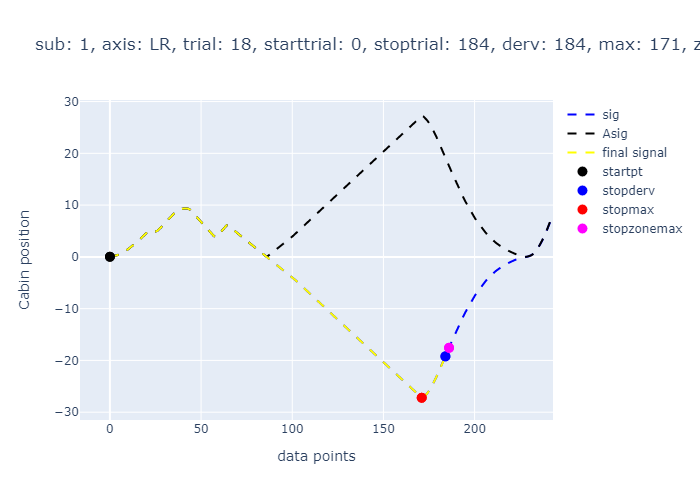 sub: 1, axis: LR, trial: 18, starttrial: 0, stoptrial: 184, derv: 184, max: 171, z
30
20
10
0
−10
−20
−30
Cabin position
0
50
100
150
200
data points
sig
Asig
final signal
startpt
stopderv
stopmax
stopzonemax